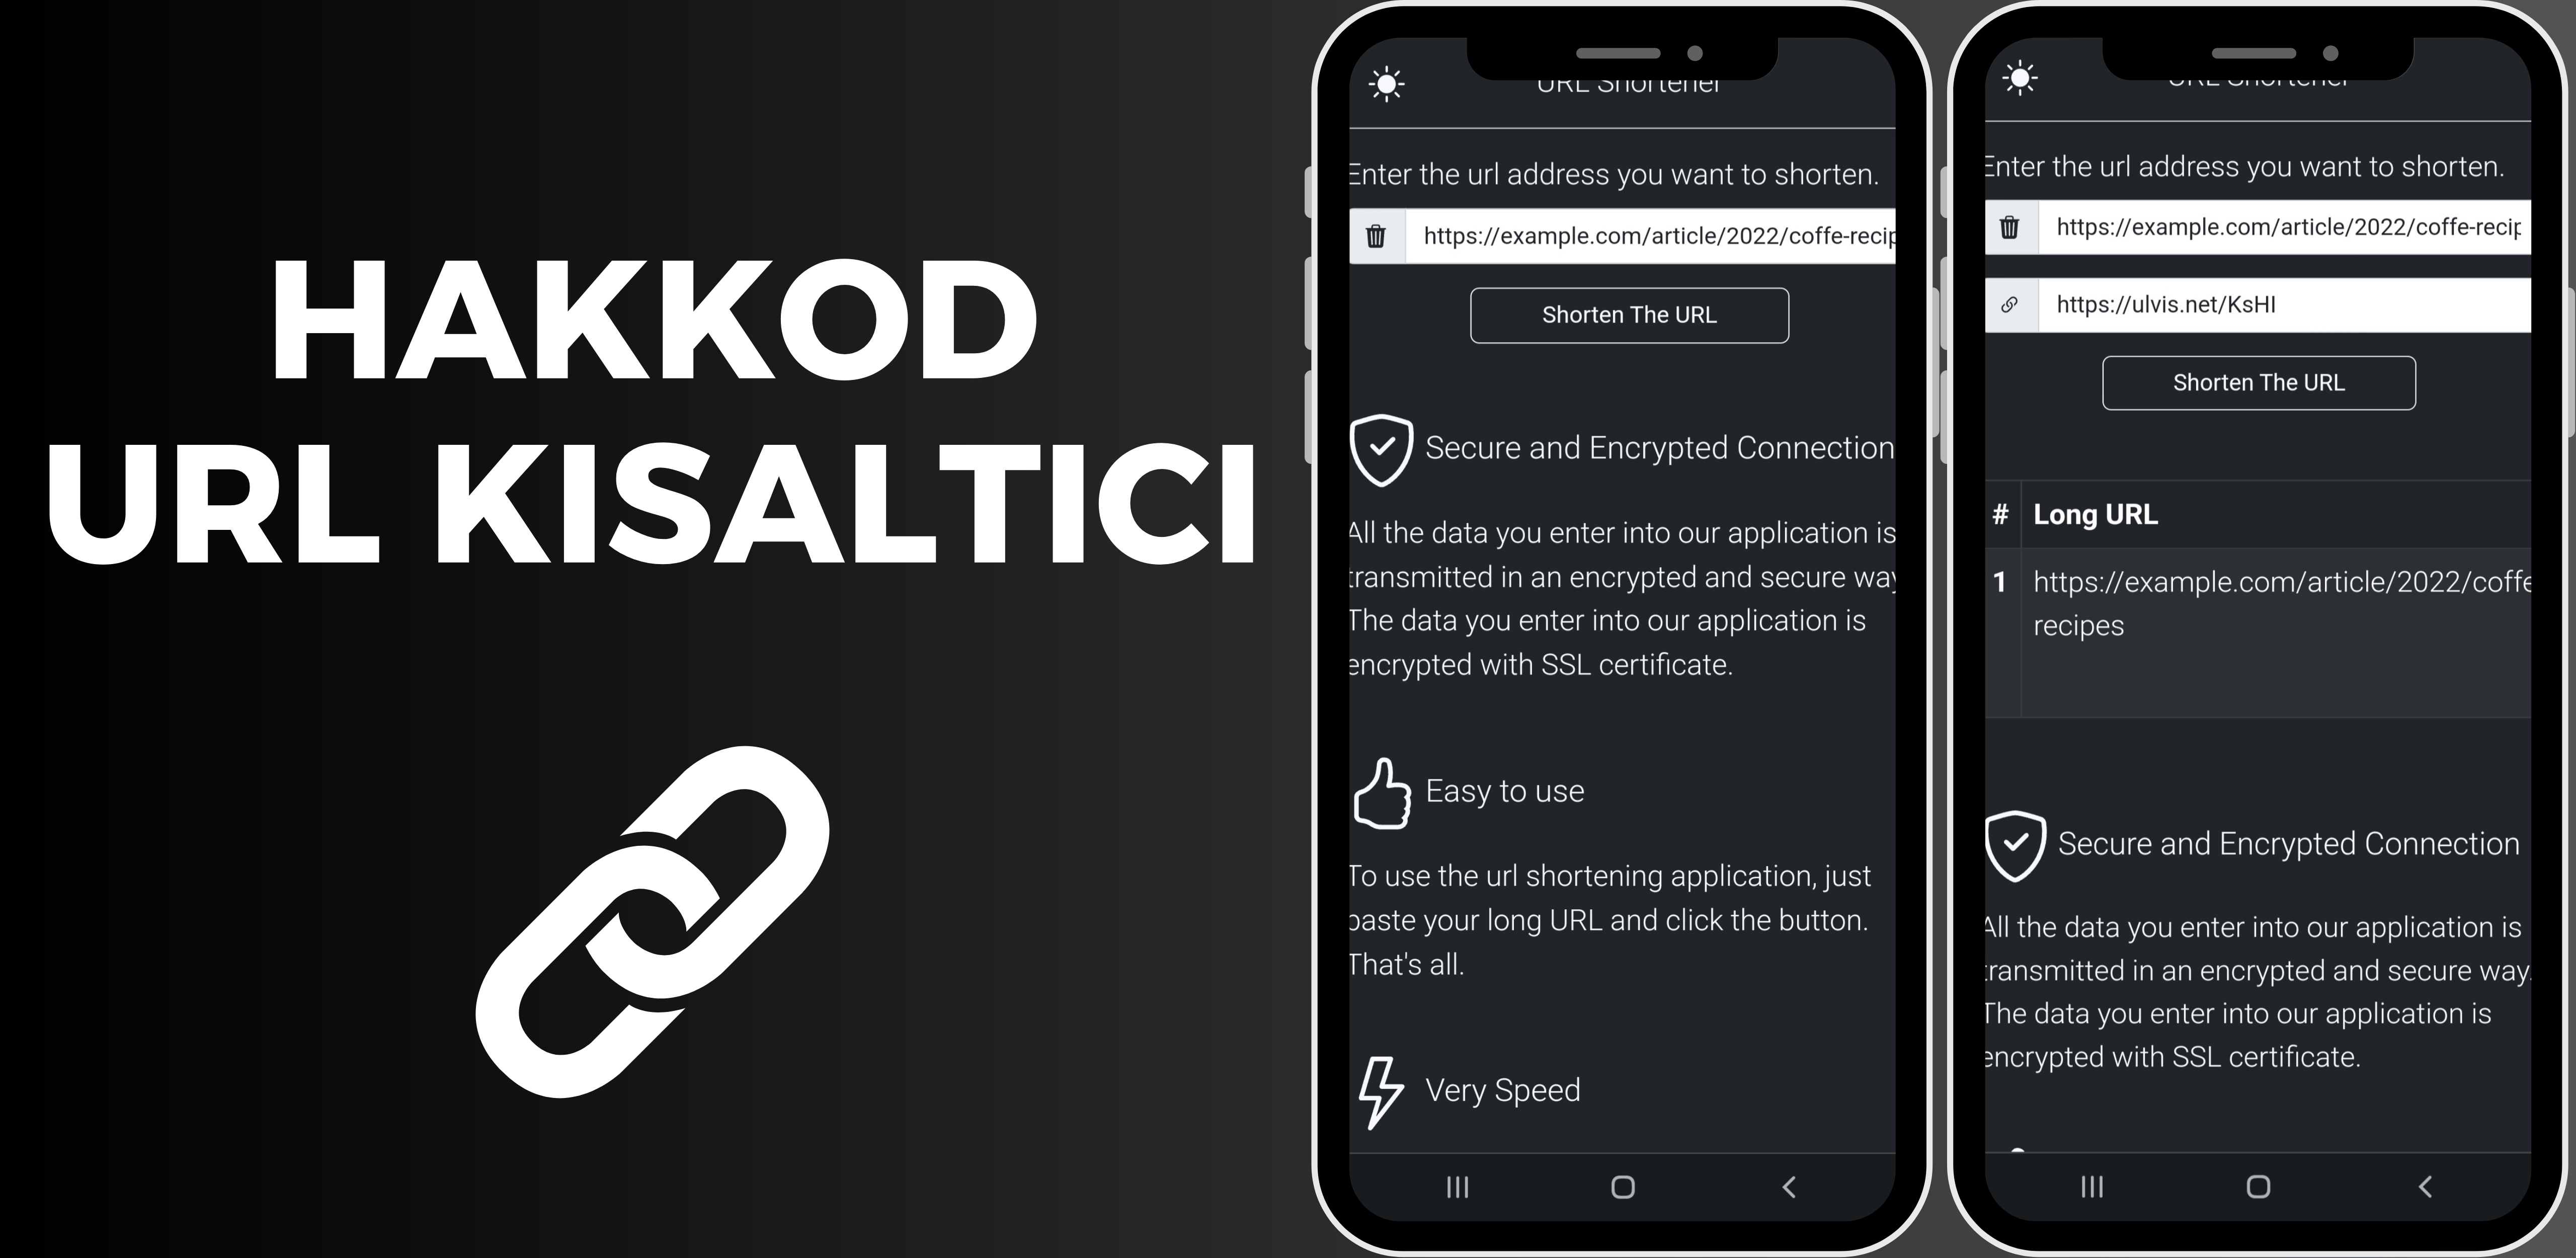 HAKKOD
URL KISALTICI
URL Shortener
Enter the url address you want to shorten.
https://example.com/article/2022/coffe-recip
Shorten The URL
Secure and Encrypted Connection
All the data you enter into our application is
transmitted in an encrypted and secure way
The data you enter into our application is
encrypted with SSL certificate.
Easy to use
To use the url shortening application, just
paste your long URL and click the button.
That's all.
Very Speed
URL Shortener
Enter the url address you want to shorten.
https://example.com/article/2022/coffe-recip
https://ulvis.net/KsHI
Shorten The URL
# Long URL
1 https://example.com/article/2022/coffe
recipes
Secure and Encrypted Connection
All the data you enter into our application is
transmitted in an encrypted and secure way.
The data you enter into our application is
encrypted with SSL certificate.